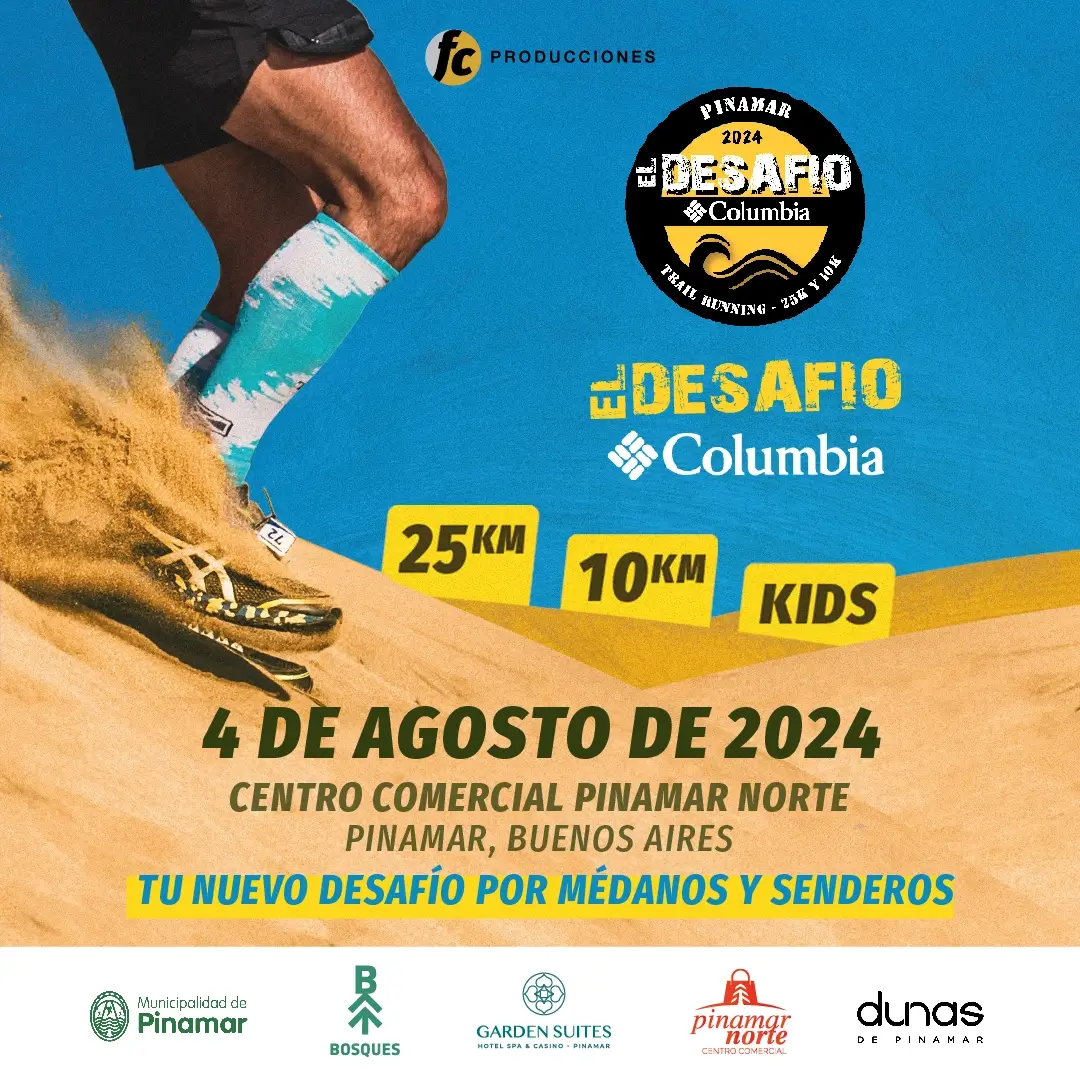 fc PRODUCCIONES
PINAMAR
2024
EL DESAFIO
Columbia
TRAIL RUNNING - 25K Y 10K
EL DESAFIO
Columbia
25KM
10KM
KIDS
72
4 DE AGOSTO DE 2024
CENTRO COMERCIAL PINAMAR NORTE
PINAMAR, BUENOS AIRES
TU NUEVO DESAFÍO POR MÉDANOS Y SENDEROS
Municipalidad de
Pinamar
B
BOSQUES
GARDEN SUITES
HOTEL SPA & CASINO - PINAMAR
pinamar
norte
CENTRO COMERCIAL
dunas
DE PINAMAR